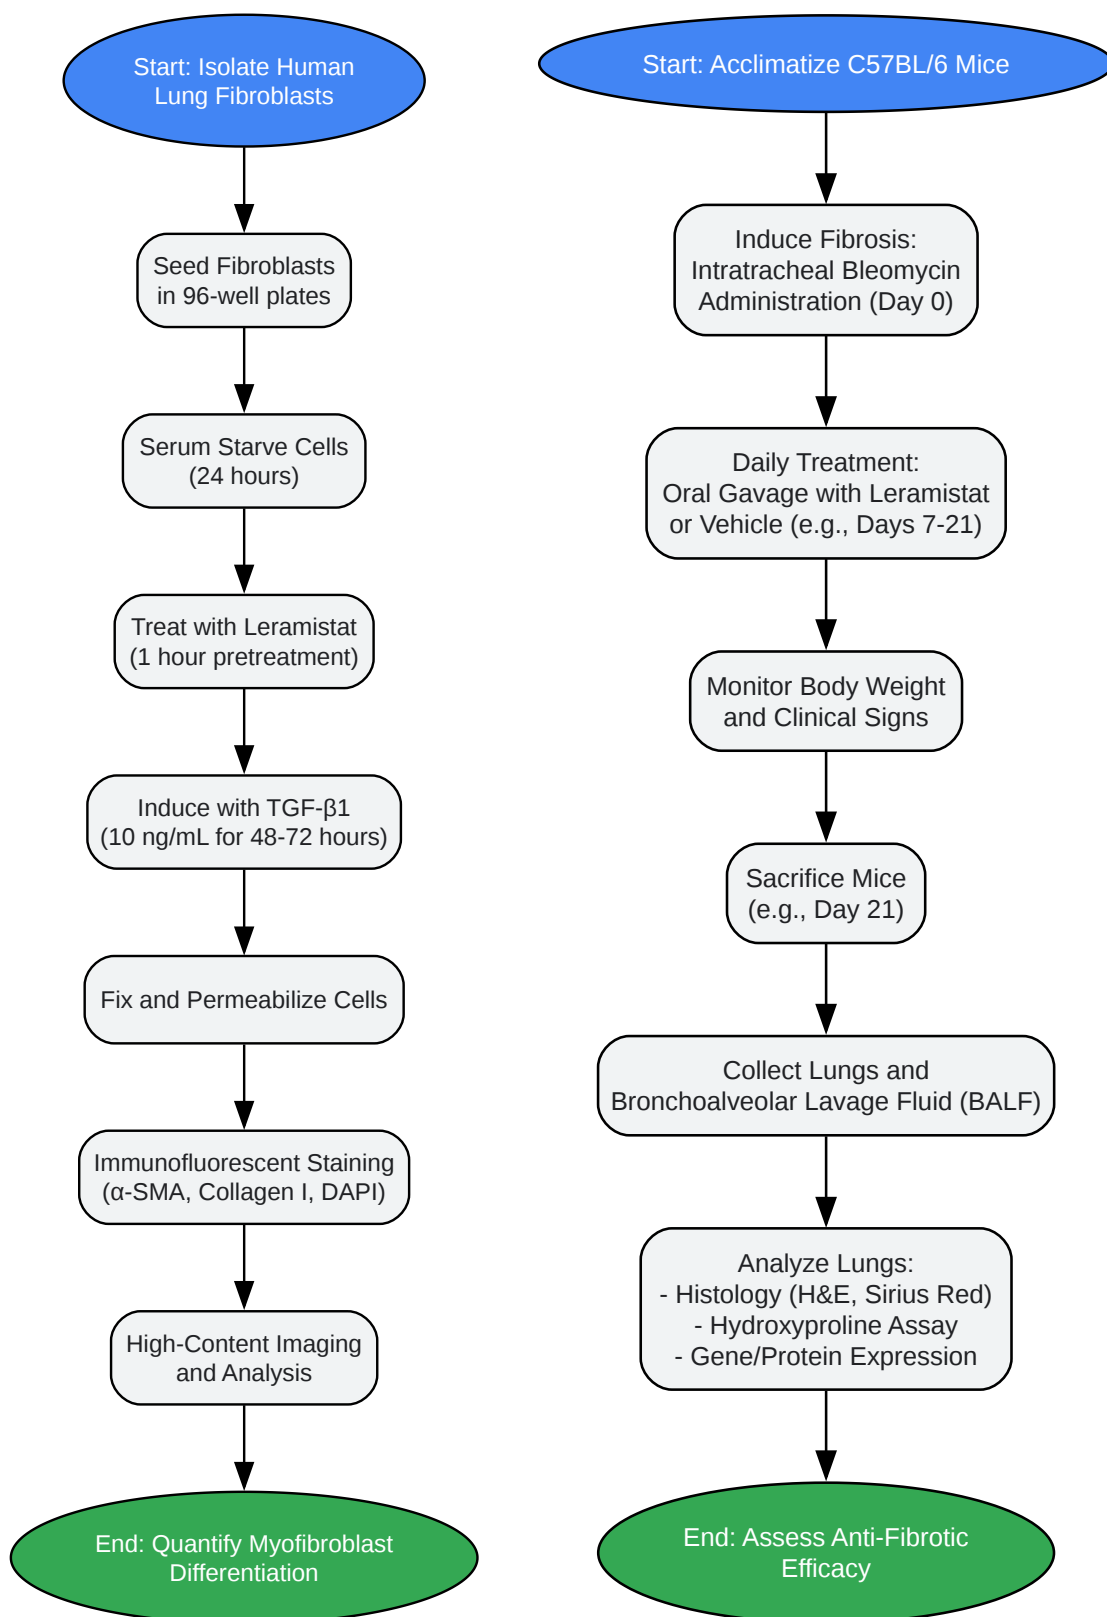 Start: Isolate Human
Lung Fibroblasts
Seed Fibroblasts
in 96-well plates
Serum Starve Cells
(24 hours)
Treat with Leramistat
(1 hour pretreatment)
Induce with TGF-β1
(10 ng/mL for 48-72 hours)
Fix and Permeabilize Cells
Immunofluorescent Staining
(α-SMA, Collagen I, DAPI)
High-Content Imaging
and Analysis
End: Quantify Myofibroblast
Differentiation
Start: Acclimatize C57BL/6 Mice
Induce Fibrosis:
Intratracheal Bleomycin
Administration (Day 0)
Daily Treatment:
Oral Gavage with Leramistat
or Vehicle (e.g., Days 7-21)
Monitor Body Weight
and Clinical Signs
Sacrifice Mice
(e.g., Day 21)
Collect Lungs and
Bronchoalveolar Lavage Fluid (BALF)
Analyze Lungs:
- Histology (H&E, Sirius Red)
- Hydroxyproline Assay
- Gene/Protein Expression
End: Assess Anti-Fibrotic
Efficacy